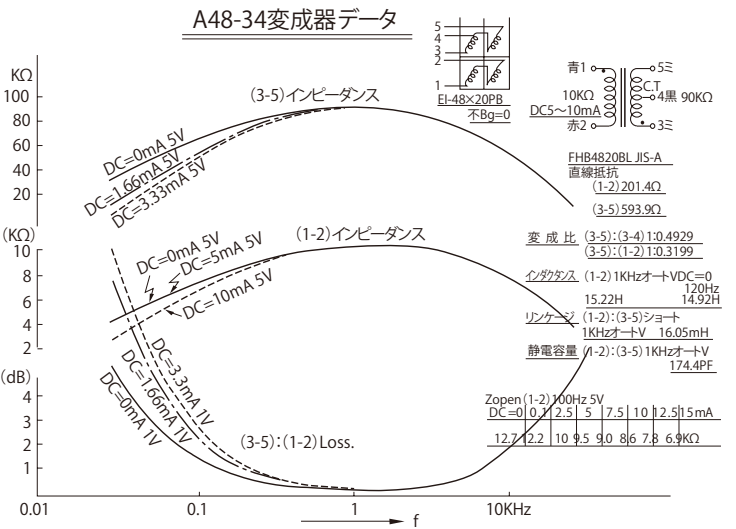 A48-34変成器データ
5
4
3
2
1
EI-48×20PB
不Bg=0
青1
10KΩ
DC5～10mA
赤2
5ミ
C.T
4黒 90KΩ
3ミ
FHB4820BL JIS-A
直線抵抗
(1-2)201.4Ω
(3-5)593.9Ω
変成比 (3-5):(3-4)1:0.4929
(3-5):(1-2)1:0.3199
インダクタンス (1-2)1KHzオートVDC=0
120Hz
15.22H 14.92H
リンケージ (1-2):(3-5)ショート
1KHzオートV 16.05mH
静電容量 (1-2):(3-5)1KHzオートV
174.4PF
Zopen(1-2)100Hz 5V
DC=0 0.1 2.5 5 7.5 10 12.5 15mA
12.7 12.2 10 9.5 9.0 8.6 7.8 6.9KΩ
KΩ
100
80
60
40
20
(3-5)インピーダンス
DC=0mA 5V
DC=1.66mA 5V
DC=3.33mA 5V
(KΩ)
10
8
6
4
2
(1-2)インピーダンス
DC=0mA 5V
DC=5mA 5V
DC=10mA 5V
(dB)
4
3
2
1
DC=3.3mA 1V
DC=1.66mA 1V
DC=0mA 1V
(3-5):(1-2)Loss.
0.01
0.1
1
10KHz
f